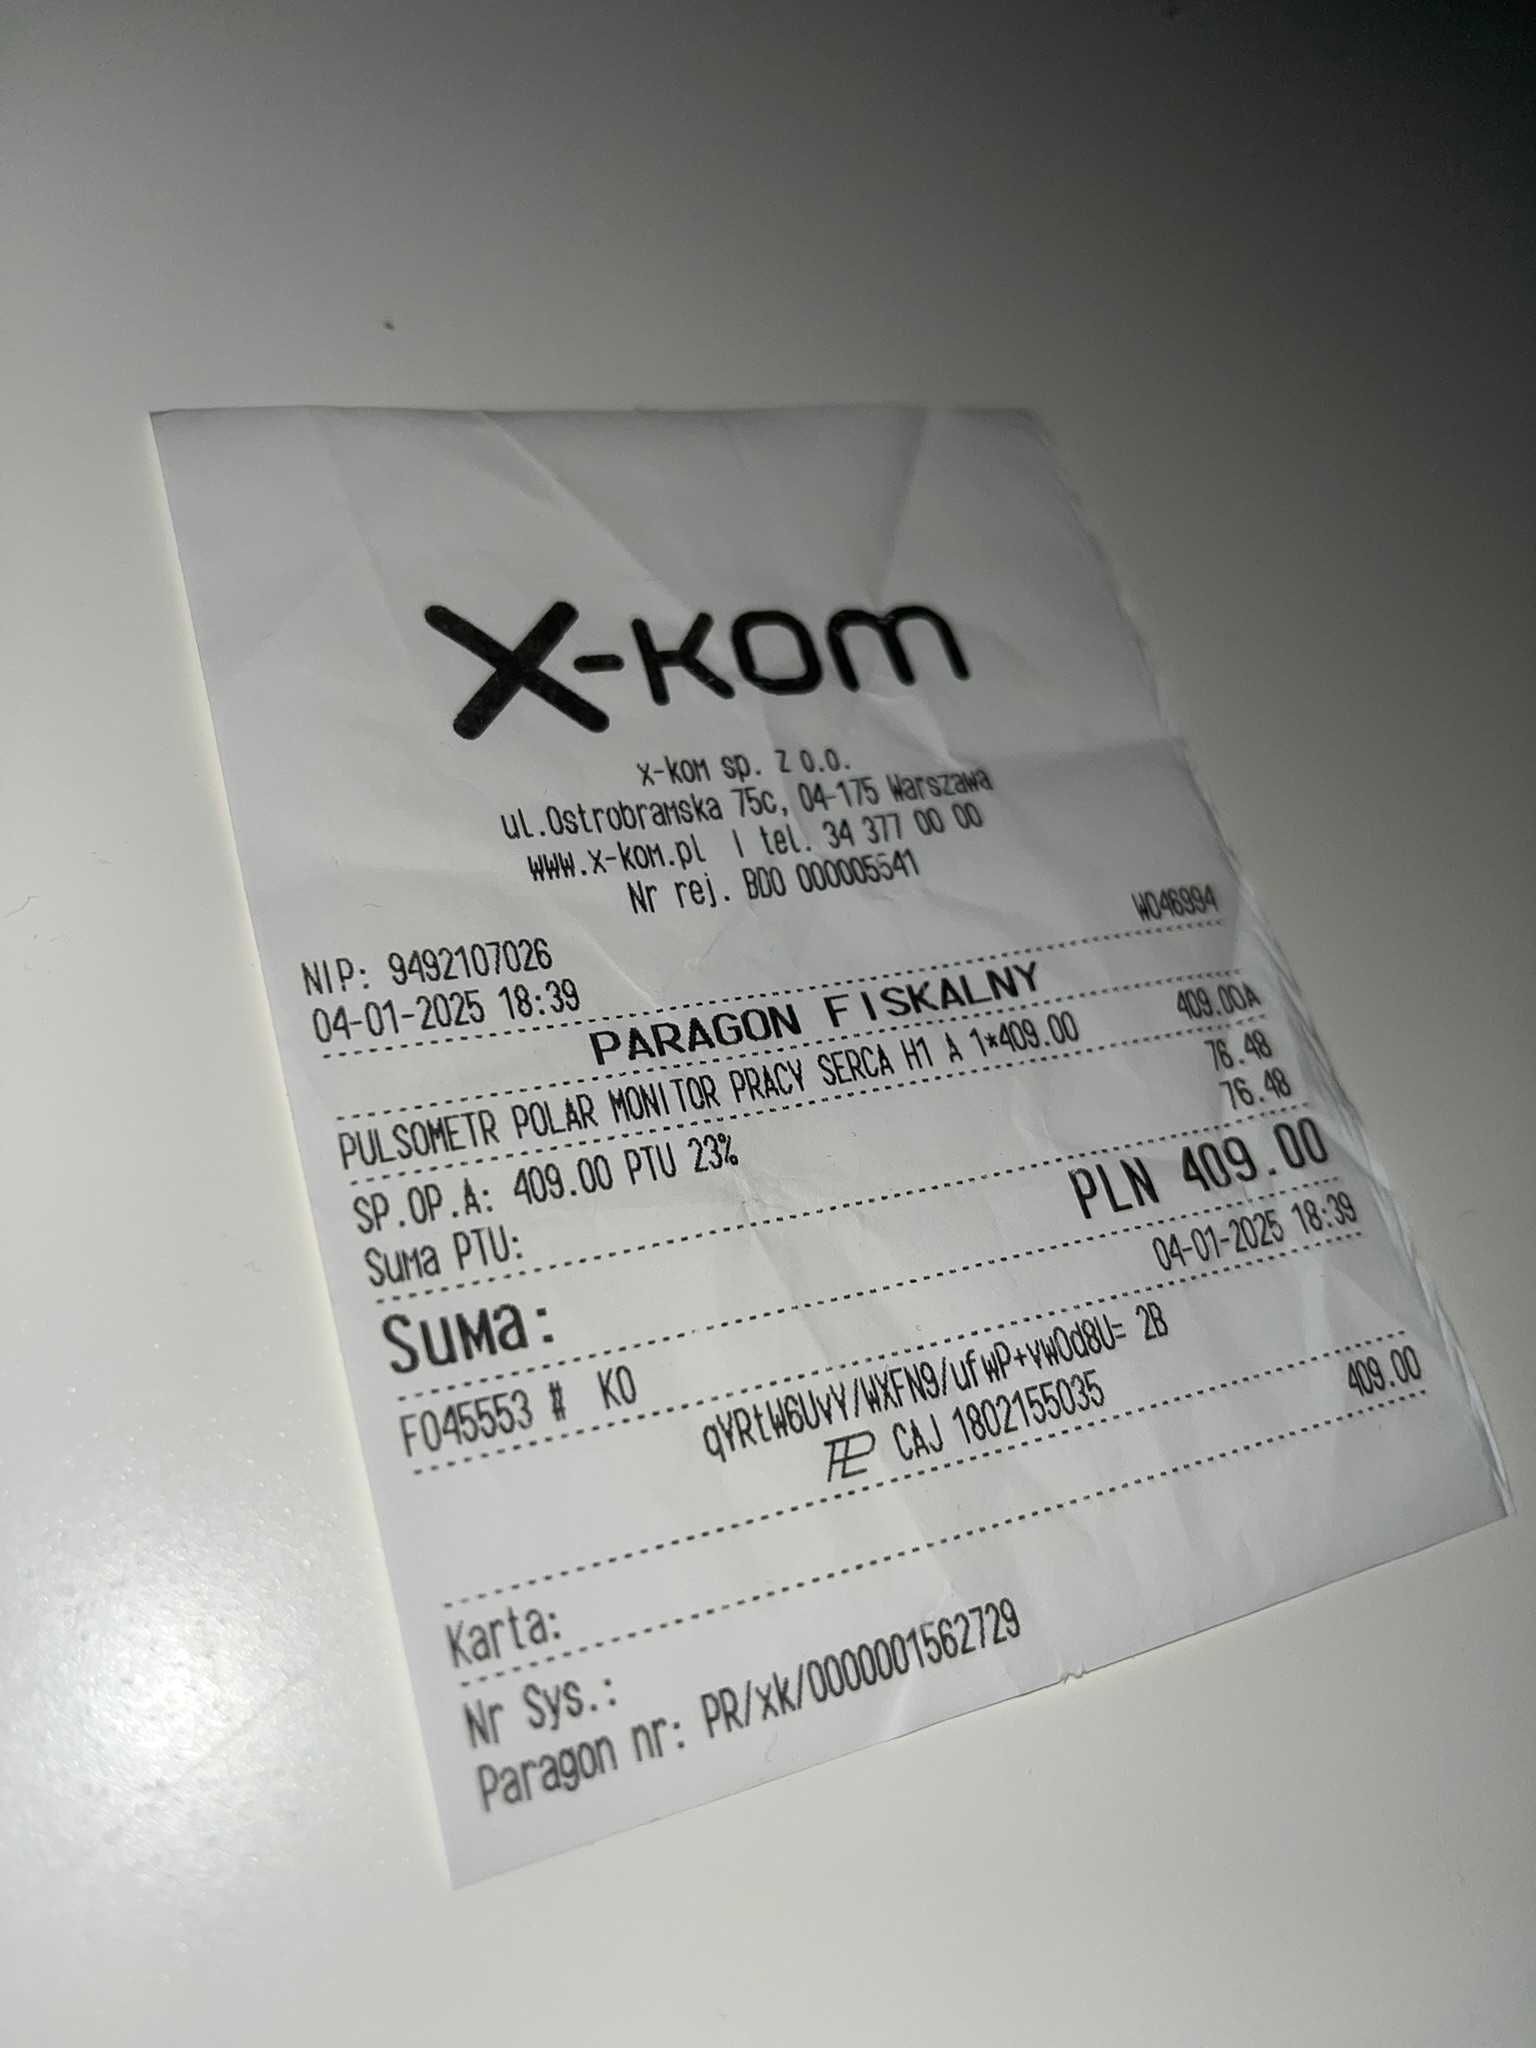 x-kom
x-kom sp. z o.o.
ul.Ostrobramska 75c, 04-175 Warszawa
www.x-kom.pl | tel. 34 377 00 00
Nr rej. BDO 000005541
NIP: 9492107026 W046994
04-01-2025 18:39
PARAGON FISKALNY
PULSOMETR POLAR MONITOR PRACY SERCA H1 A 1*409.00 409.00A
SP.OP.A: 409.00 PTU 23% 76.48
Suma PTU: 76.48
Suma: PLN 409.00
F045553 # KO 04-01-2025 18:39
qYRtW6UvY/WXFN9/ufwP+vwOd8U= 2B
CAJ 1802155035
Karta: 409.00
Nr Sys.:
Paragon nr: PR/xk/0000001562729